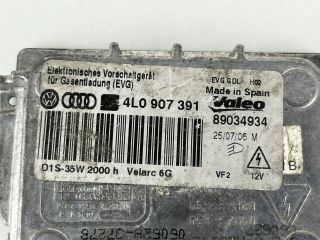 Elektronisches Vorschaltgerät
für Gasentladung (EVG)
EVG GDL H02
Made in Spain
4L0 907 391
Valeo
89034934
25/07/06 M
D1S-35W 2000 h Velarc 6G
VF2 12V